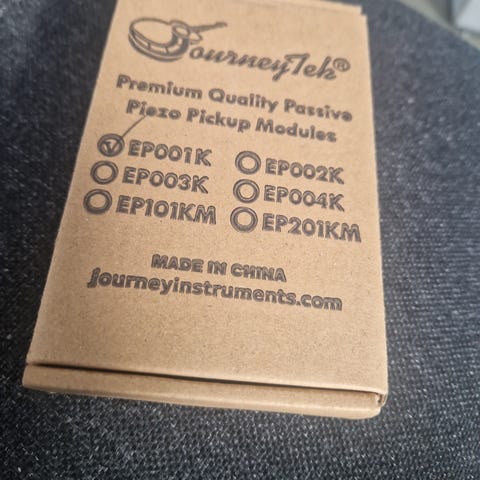 JourneyTek®
Premium Quality Passive
Piezo Pickup Modules
EP001K EP002K
EP003K EP004K
EP101KM EP201KM
MADE IN CHINA
journeyinstruments.com